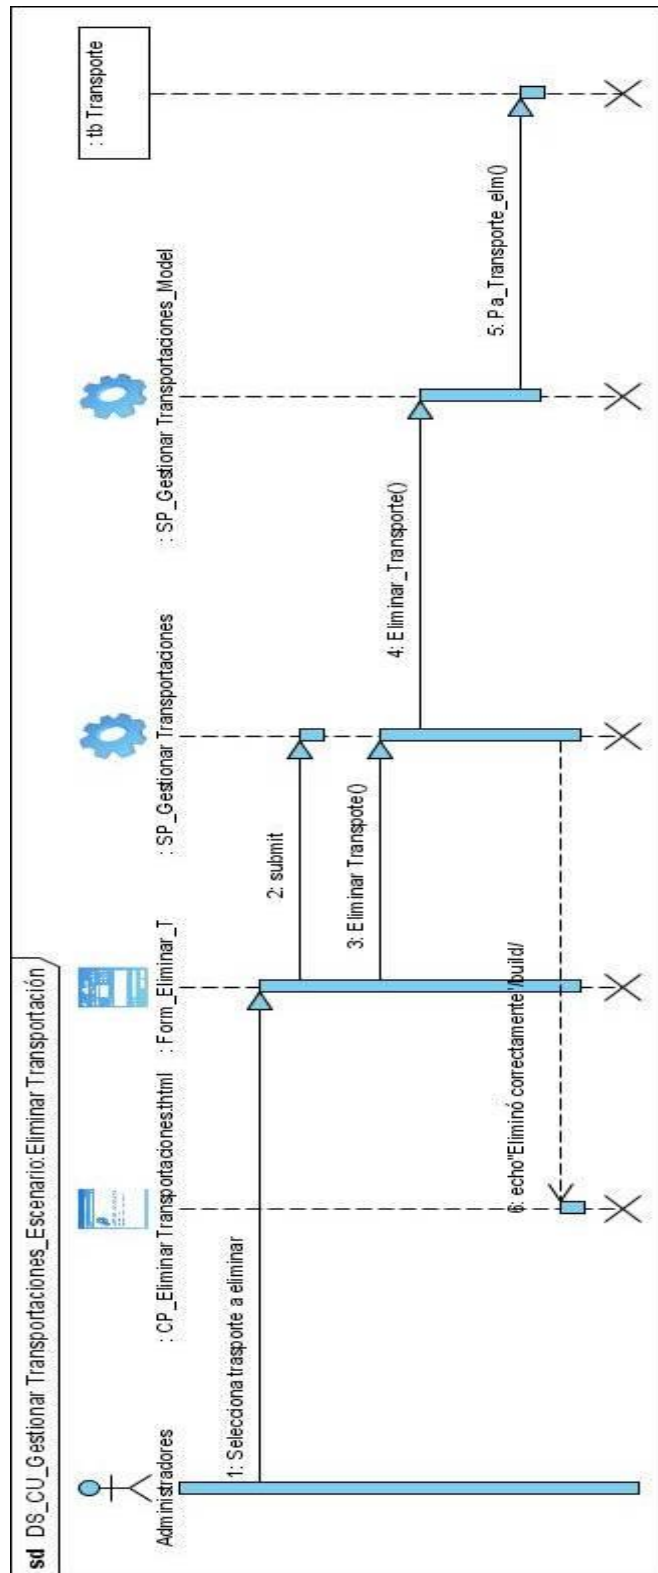 sd DS_CU_Gestionar Transportaciones_Escenario:Eliminar Transportación
Administradores
: CP_Eliminar Transportaciones.thtml
: Form_Eliminar_T
: SP_Gestionar Transportaciones
: SP_Gestionar Transportaciones_Model
: tb Transporte
1: Selecciona trasporte a eliminar
2: submit
3: Eliminar Transpote()
4: Eliminar_Transporte()
5: Pa_Transporte_elm()
6: echo"Eliminó correctamente"/build/